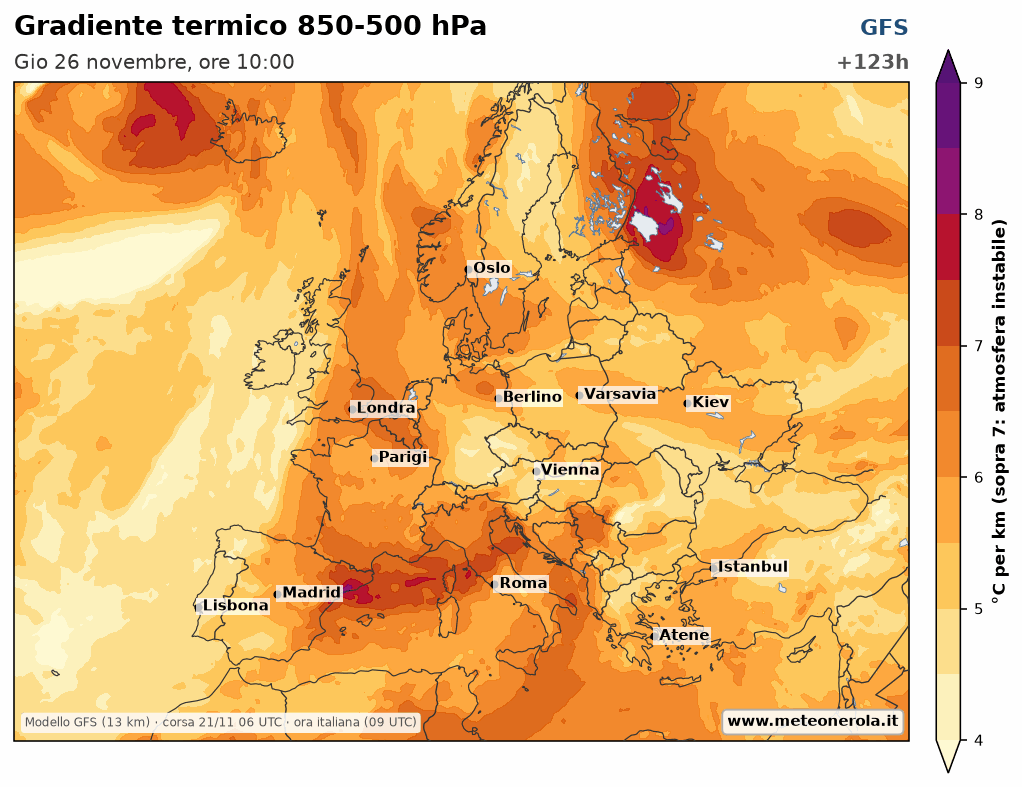 Gradiente termico 850-500 hPa
GFS
Gio 26 novembre, ore 10:00
+123h
Oslo
Berlino
Varsavia
Kiev
Londra
Parigi
Vienna
Istanbul
Roma
Madrid
Lisbona
Atene
Modello GFS (13 km) · corsa 21/11 06 UTC · ora italiana (09 UTC)
www.meteonerola.it
9
8
7
6
5
4
°C per km (sopra 7: atmosfera instabile)